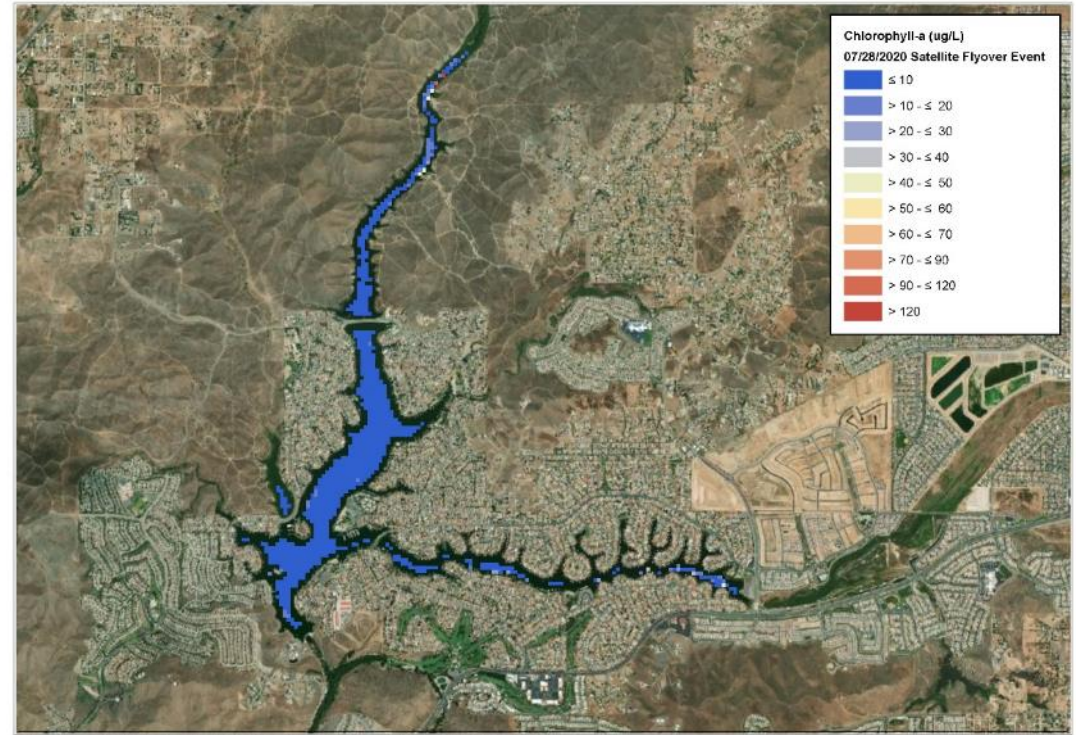 Chlorophyll-a (ug/L)
07/28/2020 Satellite Flyover Event
≤ 10
> 10 - ≤ 20
> 20 - ≤ 30
> 30 - ≤ 40
> 40 - ≤ 50
> 50 - ≤ 60
> 60 - ≤ 70
> 70 - ≤ 90
> 90 - ≤ 120
> 120